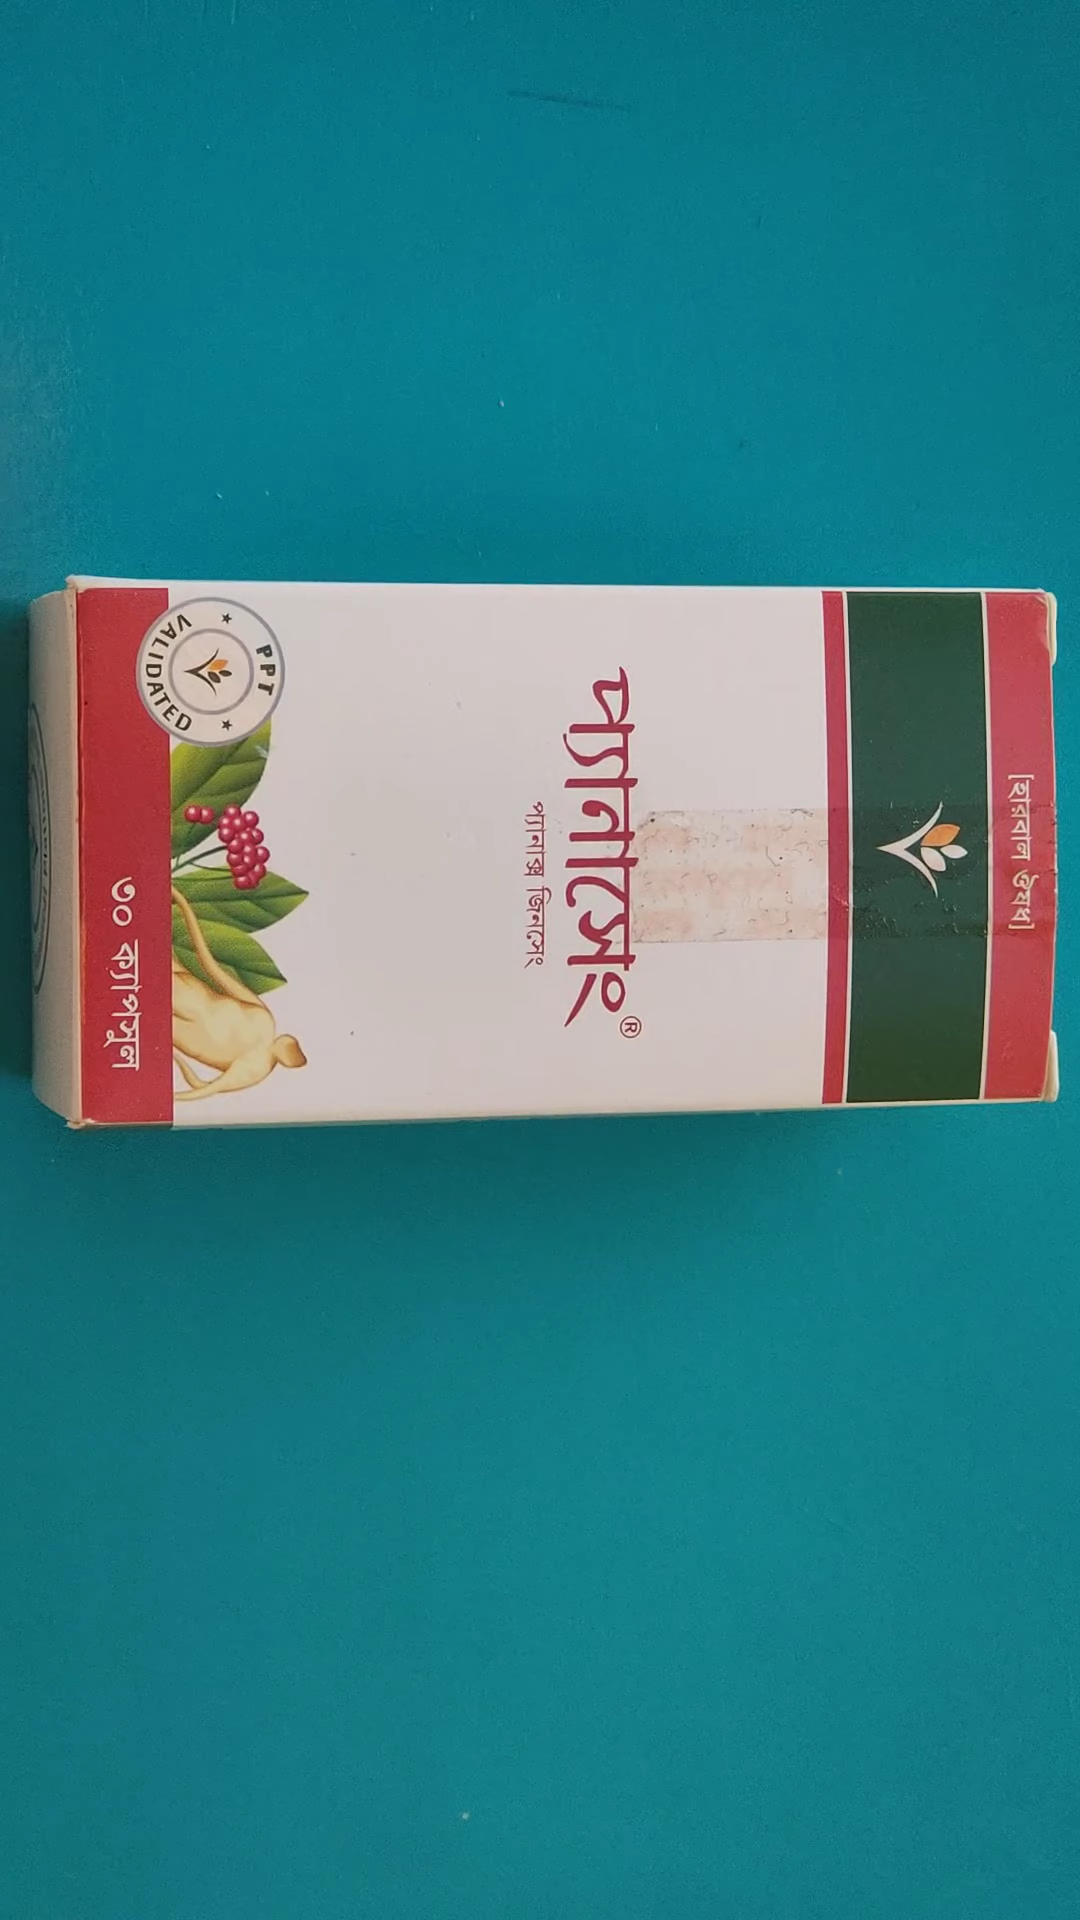 [হারবাল ঔষধ]
প্যানাসেং®
প্যানাক্স জিনসেং
PPT
VALIDATED
৩০ ক্যাপসুল